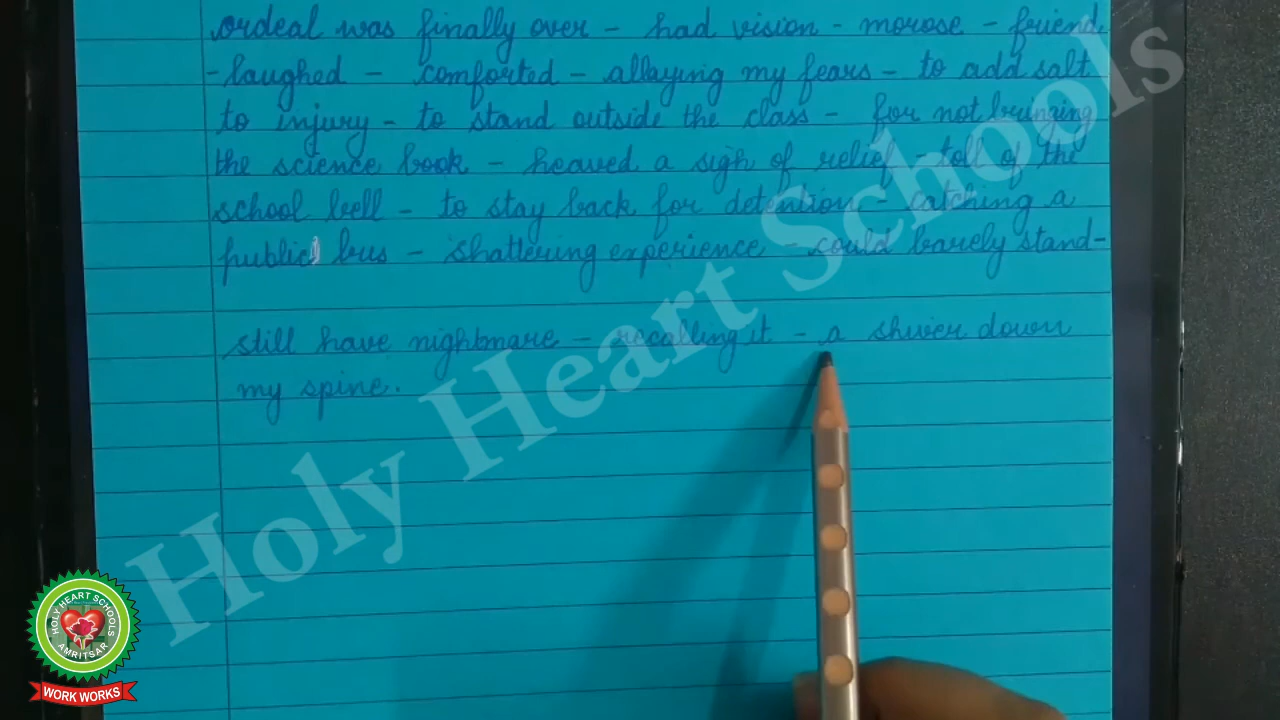 ordeal was finally over - had vision - morose - friend
- laughed - comforted - allaying my fears - to add salt
to injury - to stand outside the class - for not bringing
the science book - heaved a sigh of relief - toll of the
school bell - to stay back for detention - catching a
public bus - shattering experience - could barely stand -
still have nightmare - recalling it - a shiver down
my spine.
Holy Heart Schools
HOLY HEART SCHOOLS
AMRITSAR
WORK WORKS